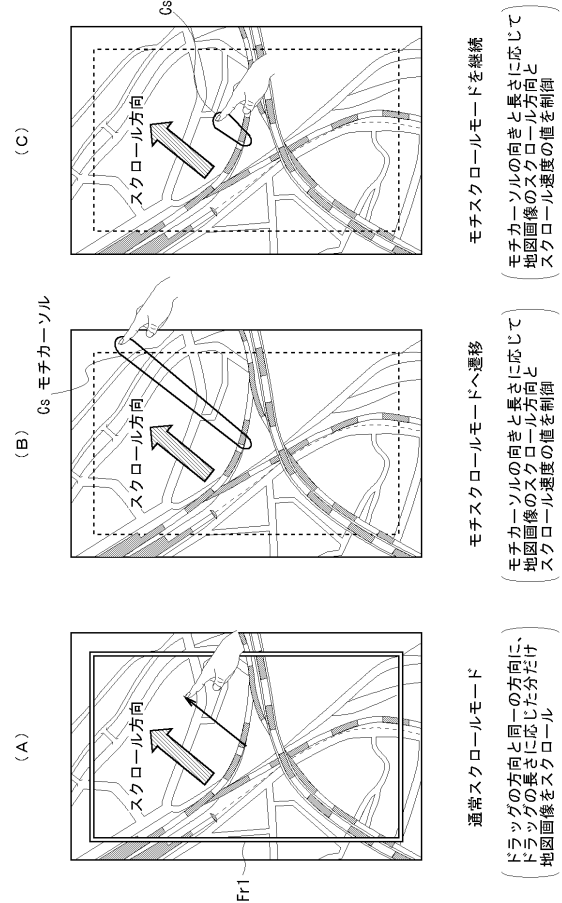 (A)
スクロール方向
Fr1
通常スクロールモード
ドラッグの方向と同一の方向に、
ドラッグの長さに応じた分だけ
地図画像をスクロール
(B)
Cs モチカーソル
スクロール方向
モチスクロールモードへ遷移
モチカーソルの向きと長さに応じて
地図画像のスクロール方向と
スクロール速度の値を制御
(C)
Cs
スクロール方向
モチスクロールモードを継続
モチカーソルの向きと長さに応じて
地図画像のスクロール方向と
スクロール速度の値を制御